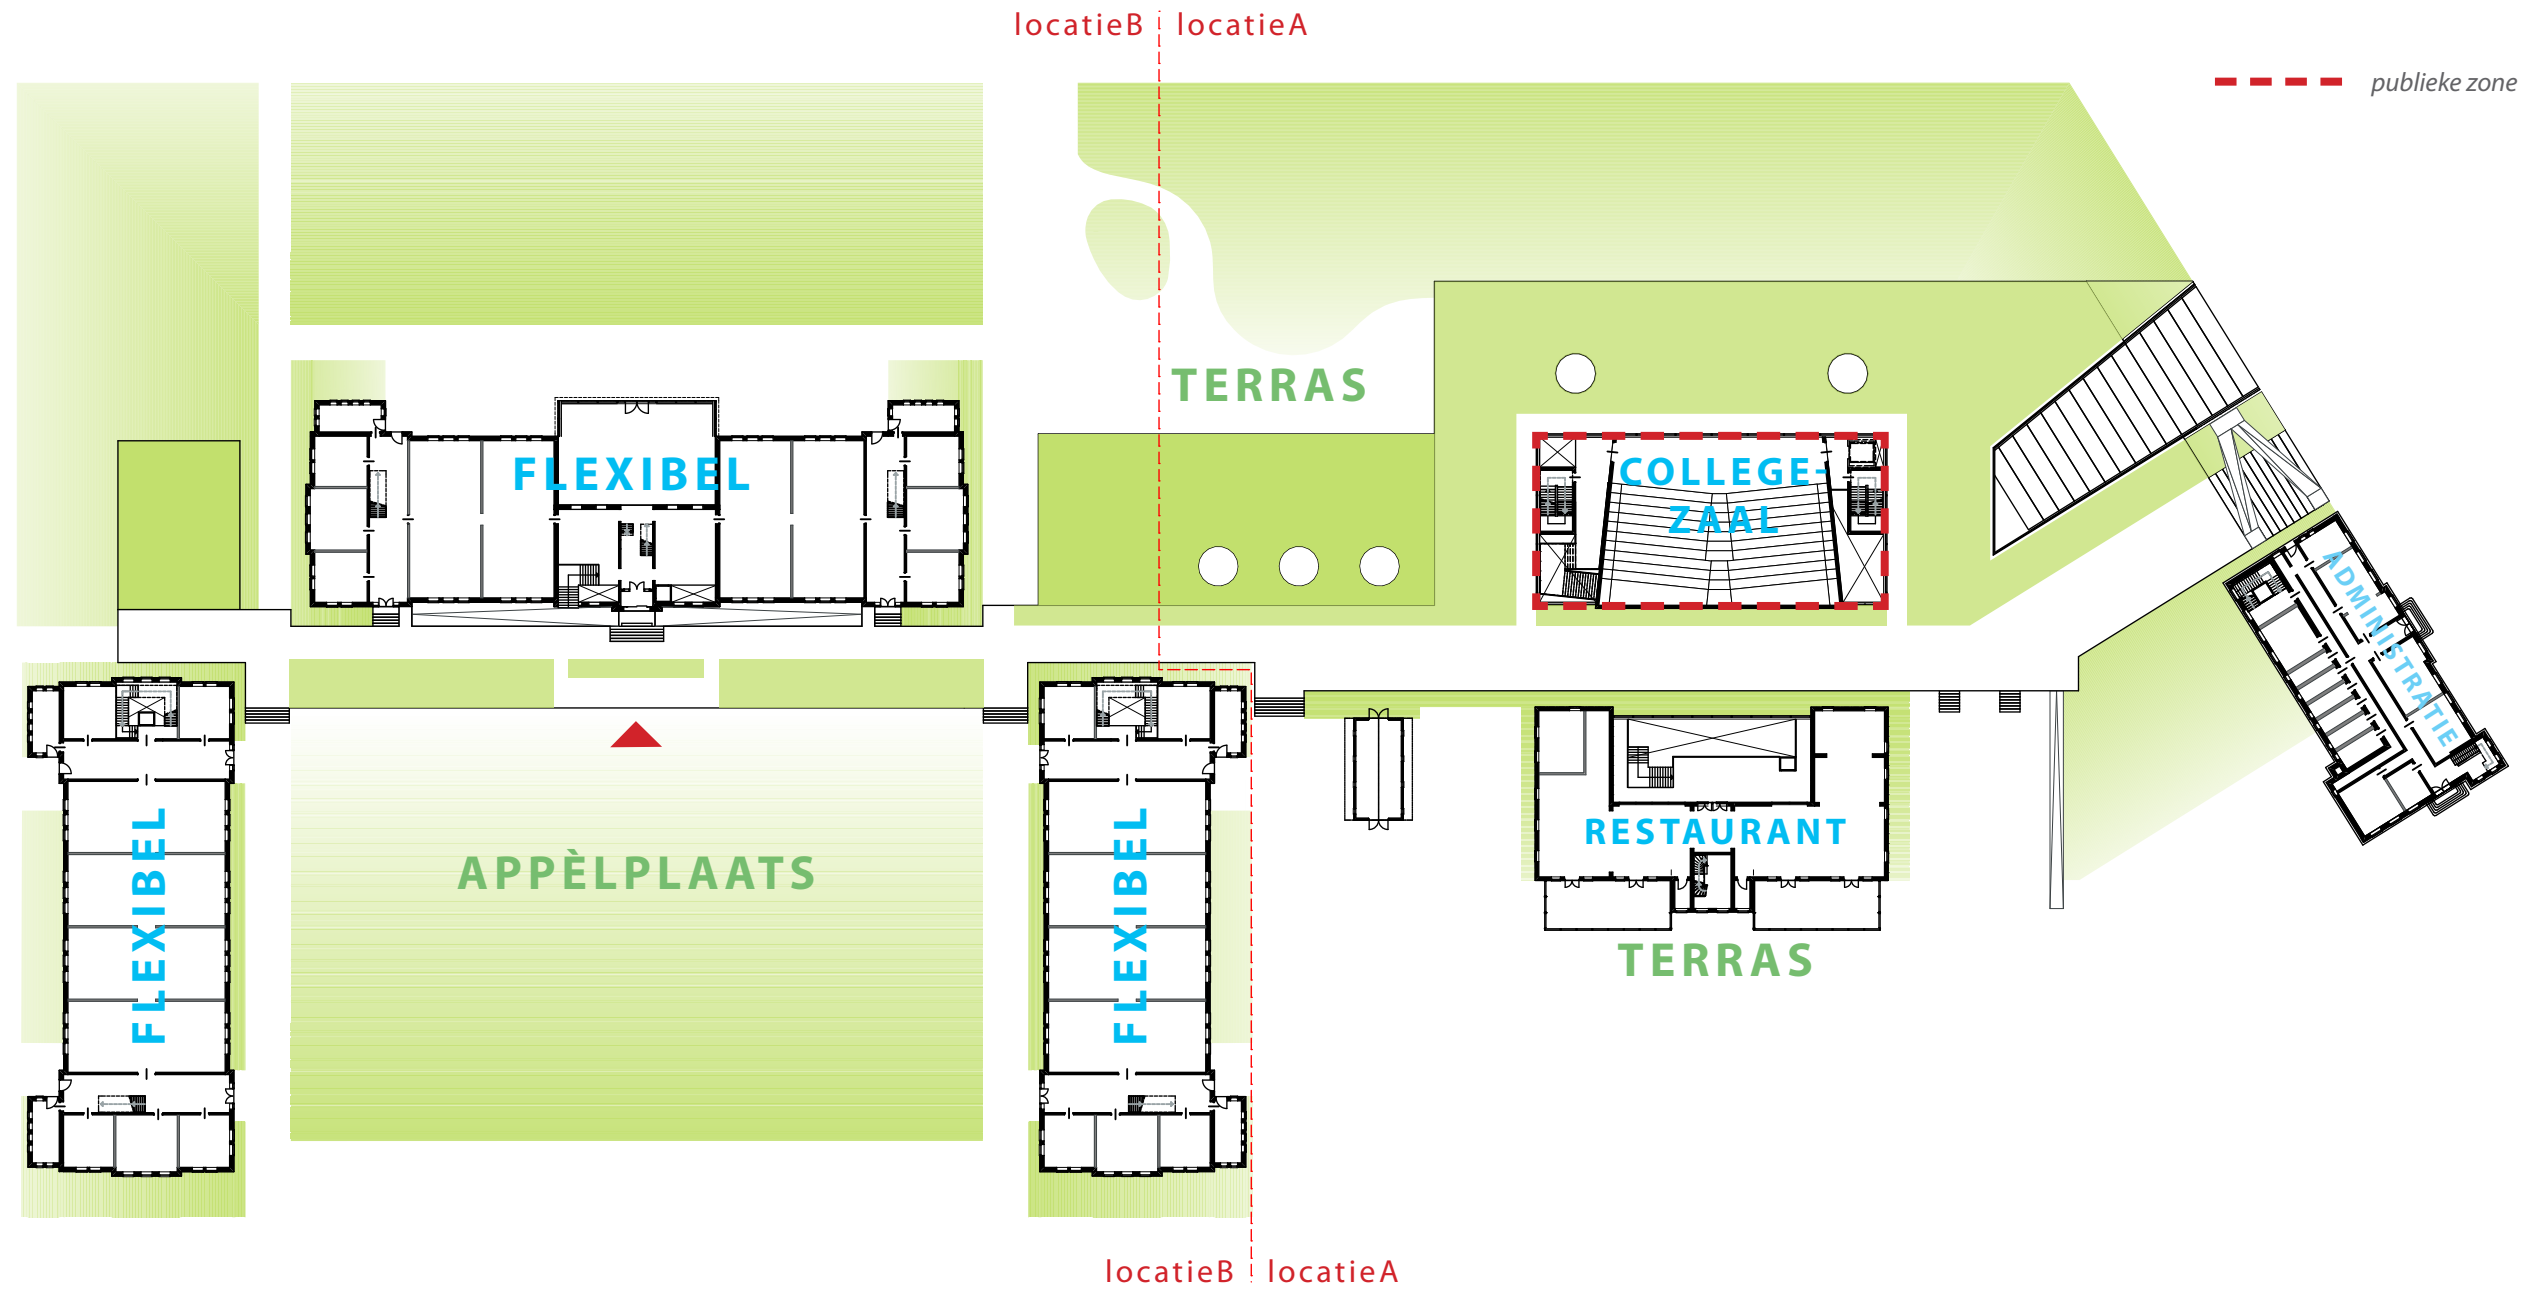 locatieB locatieA
publieke zone
TERRAS
FLEXIBEL
COLLEGE-
ZAAL
ADMINISTRATIE
FLEXIBEL
APPÈLPLAATS
FLEXIBEL
RESTAURANT
TERRAS
locatieB locatieA